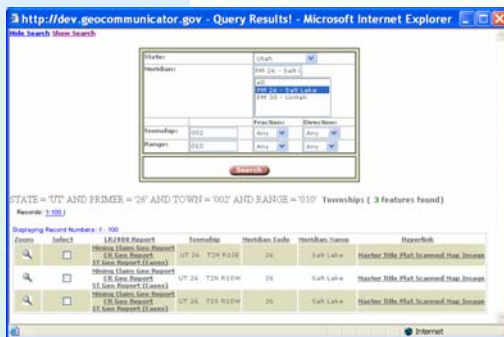 http://dev.geocommunicator.gov - Query Results! - Microsoft Internet Explorer
Hide Search Show Search
State: Utah
Meridian: PM 26 - Salt L
All
PM 26 - Salt Lake
PM 30 - Uintah
Fraction: Direction:
Township: 002 Any Any
Range: 010 Any Any
Search
STATE = 'UT' AND PRIMER = '26' AND TOWN = '002' AND RANGE = '010' Townships ( 3 features found)
Records: 1-100 |
Displaying Record Numbers: 1 - 100
Zoom Select LR2000 Report Township Meridian Code Meridian Name Hyperlink
Mining Claim Geo Report
CR Geo Report
ST Geo Report (Cases)
UT 26 T2N R10E 26 Salt Lake Master Title Plat Scanned Map Image
Mining Claim Geo Report
CR Geo Report
ST Geo Report (Cases)
UT 26 T2N R10W 26 Salt Lake Master Title Plat Scanned Map Image
Mining Claim Geo Report
CR Geo Report
ST Geo Report (Cases)
UT 26 T2S R10W 26 Salt Lake Master Title Plat Scanned Map Image
Internet